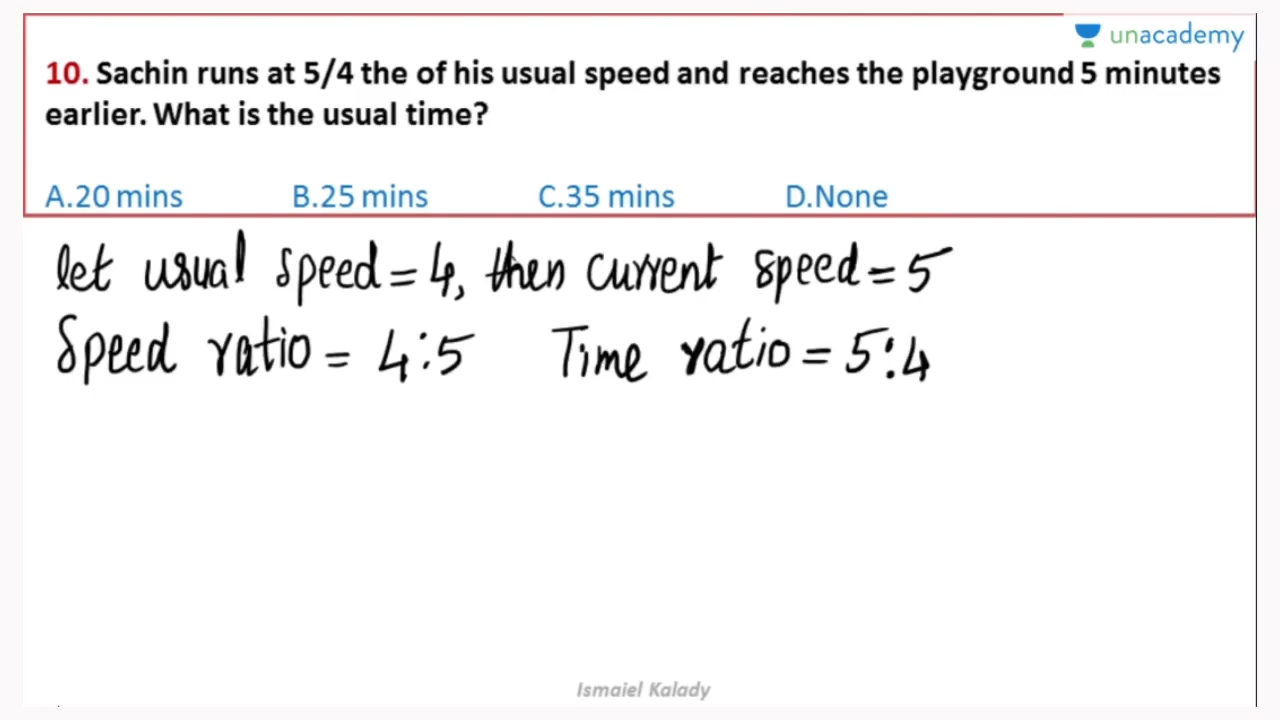 unacademy
10. Sachin runs at 5/4 the of his usual speed and reaches the playground 5 minutes
earlier. What is the usual time?
A.20 mins B.25 mins C.35 mins D.None
let usual speed = 4, then current speed = 5
Speed ratio = 4:5 Time ratio = 5:4
Ismaiel Kalady